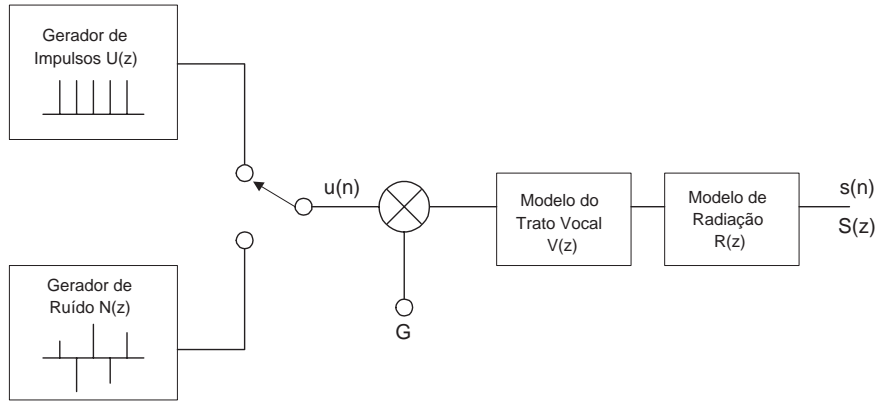 Gerador de
Impulsos U(z)
u(n)
G
Modelo do
Trato Vocal
V(z)
Modelo de
Radiação
R(z)
s(n)
S(z)
Gerador de
Ruído N(z)